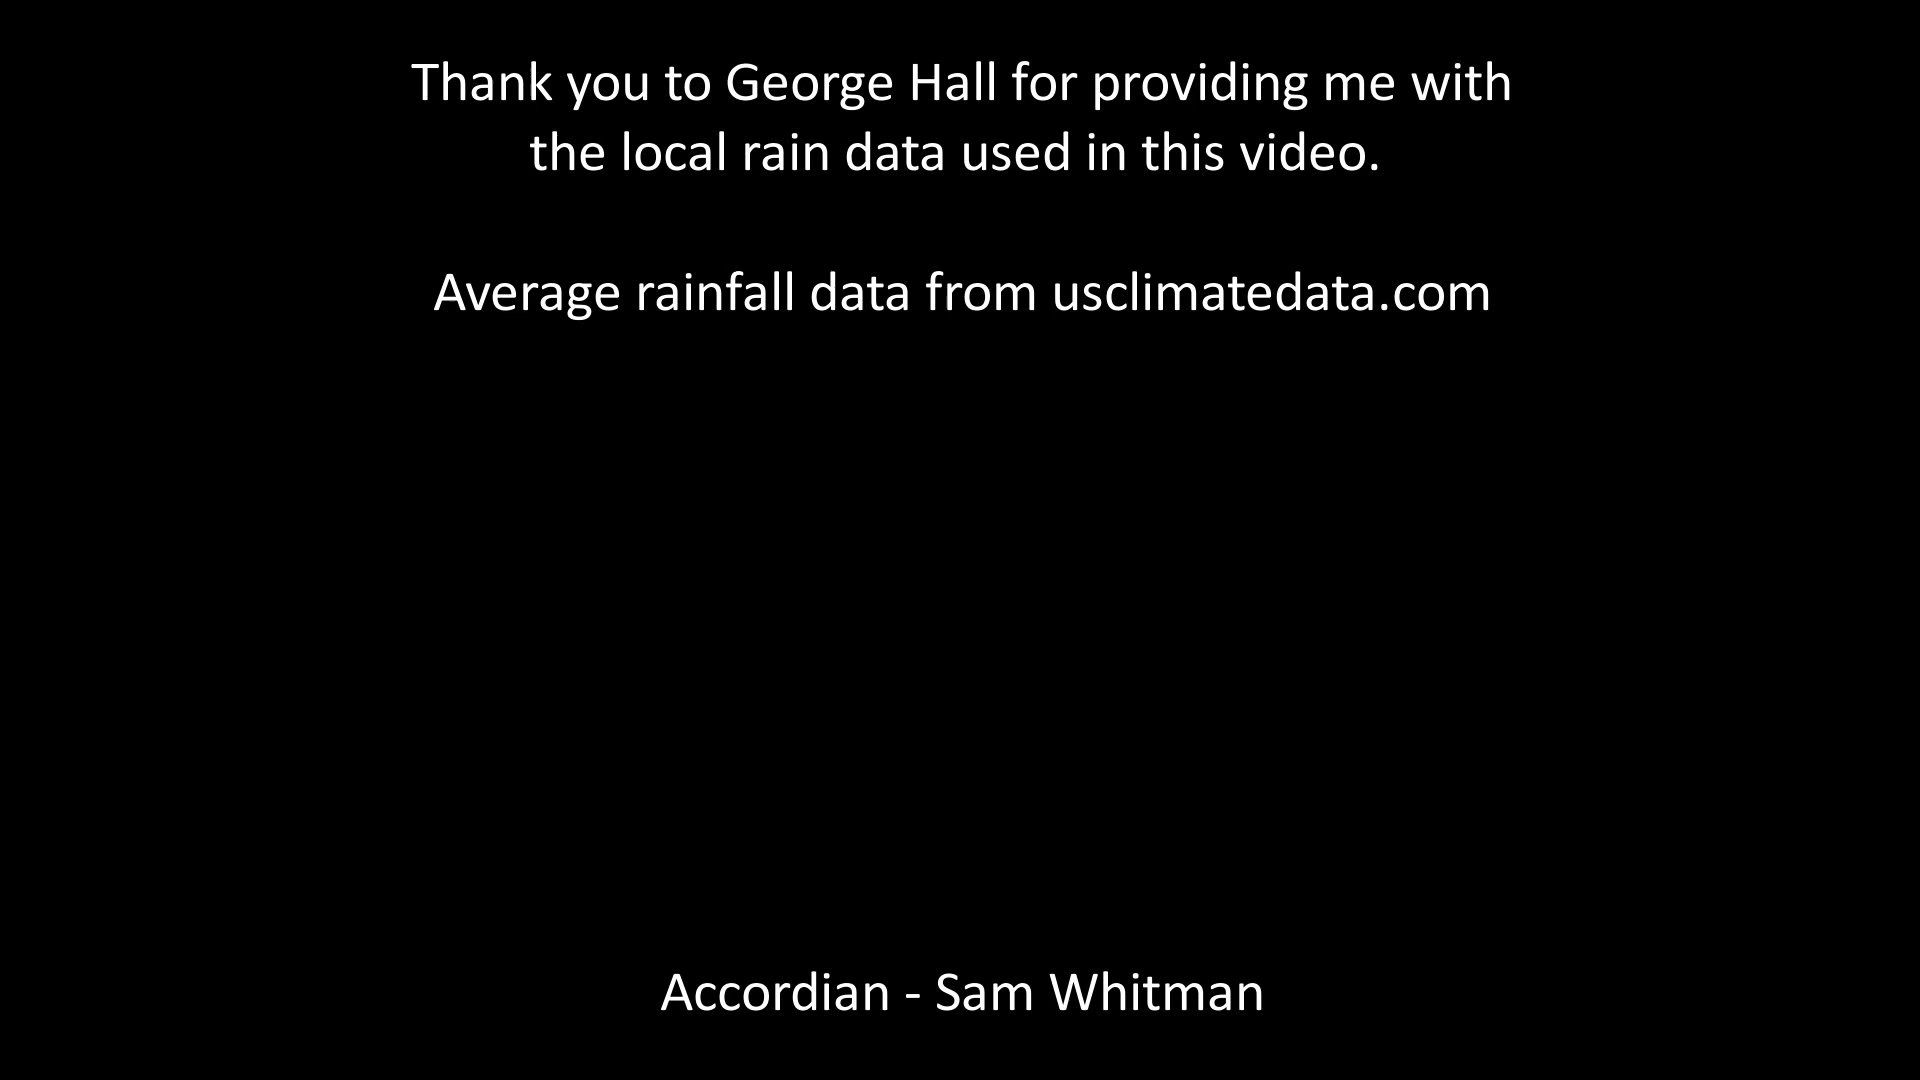 Thank you to George Hall for providing me with
the local rain data used in this video.
Average rainfall data from usclimatedata.com
Accordian - Sam Whitman